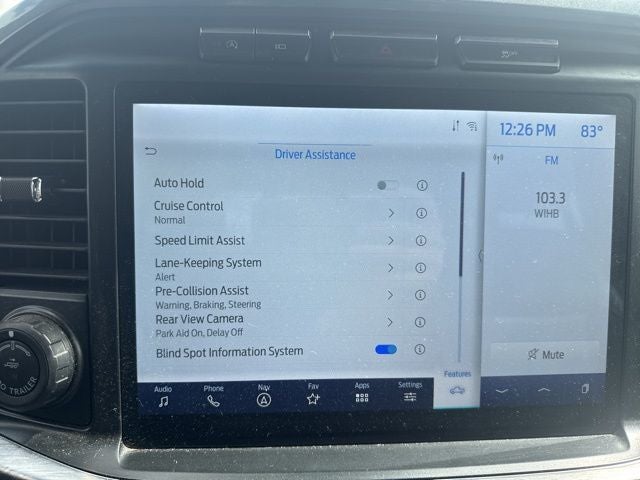 OFF
12:26 PM 83°
Driver Assistance
FM
Auto Hold
Cruise Control
Normal
103.3
WIHB
Speed Limit Assist
Lane-Keeping System
Alert
Pre-Collision Assist
Warning, Braking, Steering
Rear View Camera
Park Aid On, Delay Off
Blind Spot Information System
Mute
Audio Phone Nav Fav Apps Settings Features
TRAILER